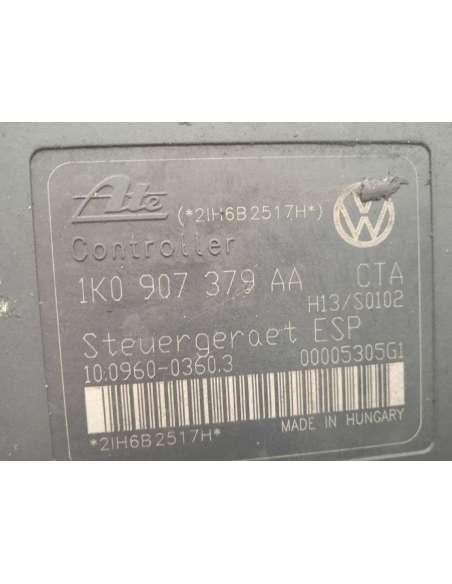 Ate (*2IH6B2517H*)
Controller
1K0 907 379 AA CTA
H13/S0102
Steuergeraet ESP
10.0960-0360.3 00005305G1
*2IH6B2517H* MADE IN HUNGARY